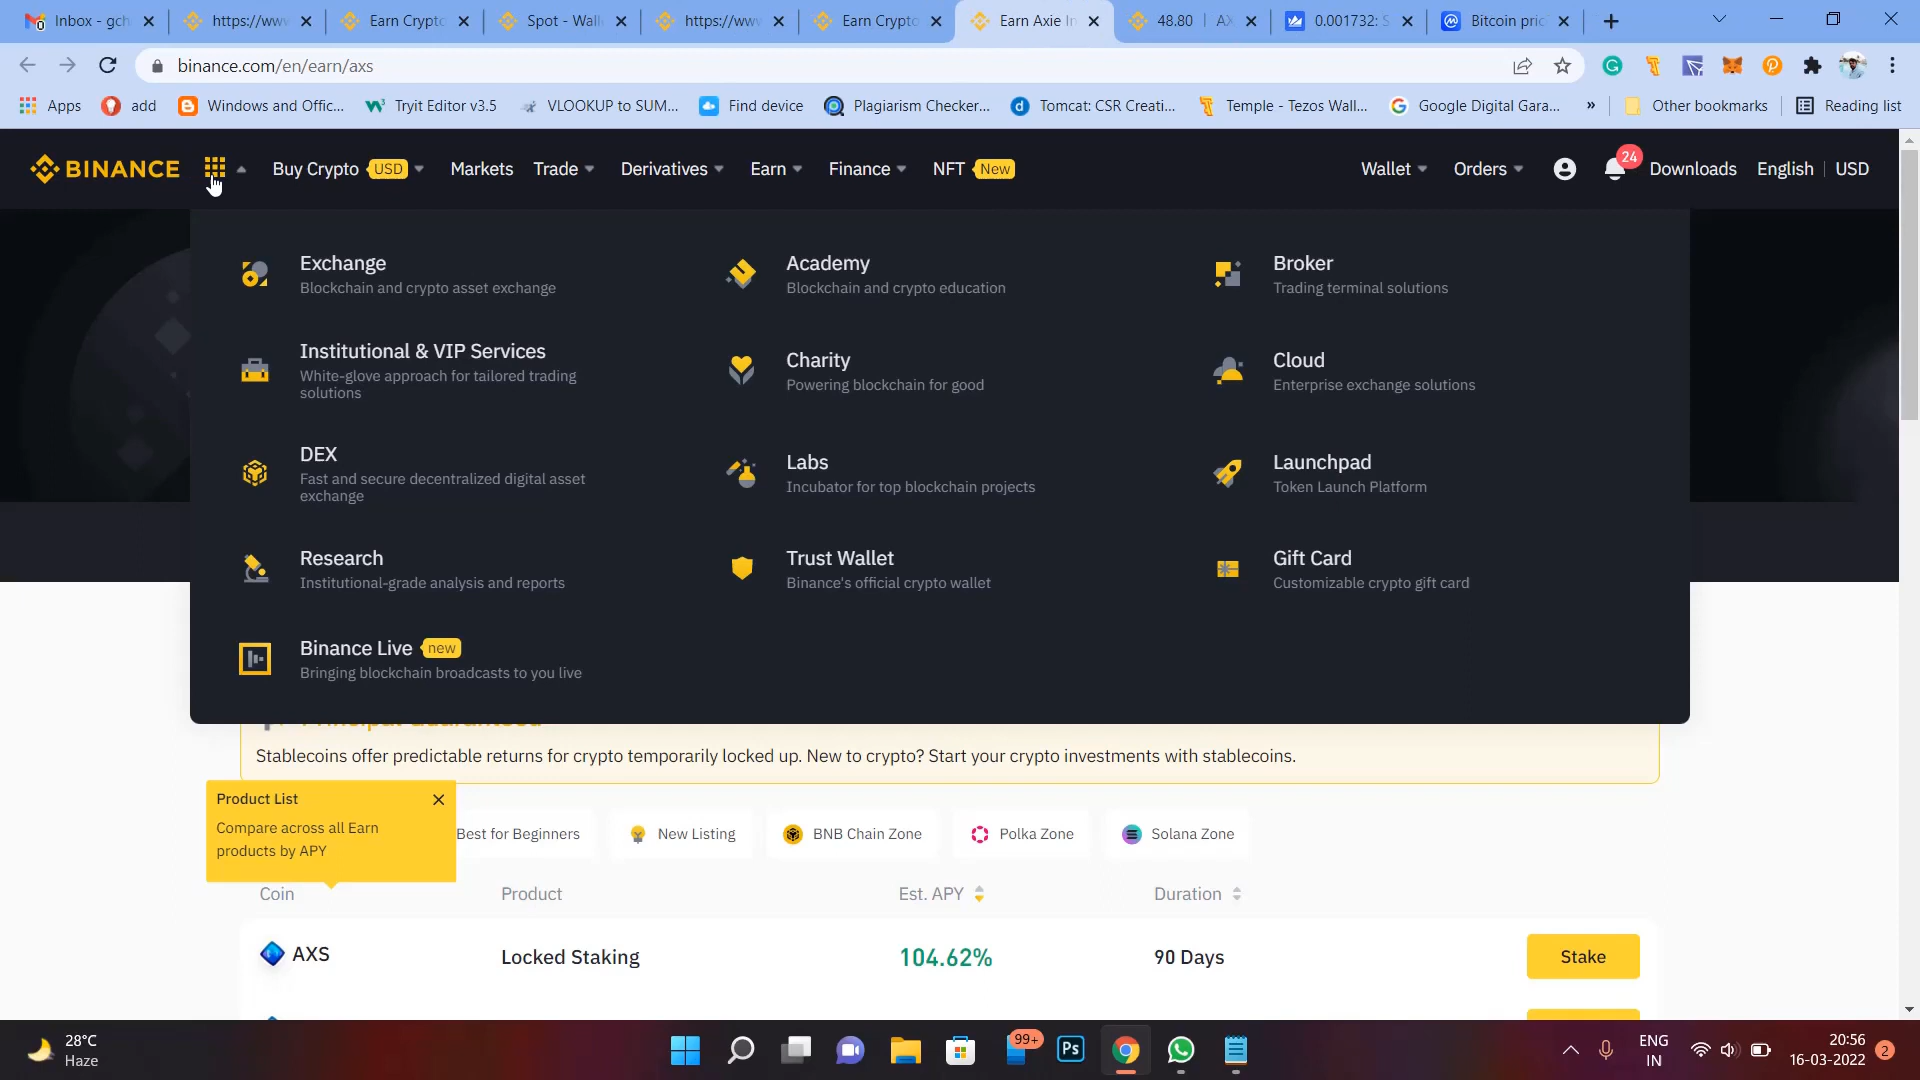 Inbox - gch
https://www
Earn Crypto
Spot - Wall
https://www
Earn Crypto
Earn Axie In
48.80 | AX
0.001732: S
Bitcoin pric
binance.com/en/earn/axs
Apps
add
Windows and Offic...
Tryit Editor v3.5
VLOOKUP to SUM...
Find device
Plagiarism Checker...
Tomcat: CSR Creati...
Temple - Tezos Wall...
Google Digital Gara...
»
Other bookmarks
Reading list
BINANCE
Buy Crypto USD
Markets
Trade
Derivatives
Earn
Finance
NFT New
Wallet
Orders
24
Downloads
English
USD
Exchange
Blockchain and crypto asset exchange
Academy
Blockchain and crypto education
Broker
Trading terminal solutions
Institutional & VIP Services
White-glove approach for tailored trading
solutions
Charity
Powering blockchain for good
Cloud
Enterprise exchange solutions
DEX
Fast and secure decentralized digital asset
exchange
Labs
Incubator for top blockchain projects
Launchpad
Token Launch Platform
Research
Institutional-grade analysis and reports
Trust Wallet
Binance's official crypto wallet
Gift Card
Customizable crypto gift card
Binance Live new
Bringing blockchain broadcasts to you live
Principal Guaranteed
Stablecoins offer predictable returns for crypto temporarily locked up. New to crypto? Start your crypto investments with stablecoins.
Product List
Compare across all Earn
products by APY
Best for Beginners
New Listing
BNB Chain Zone
Polka Zone
Solana Zone
Coin
Product
Est. APY
Duration
AXS
Locked Staking
104.62%
90 Days
Stake
28°C
Haze
99+
Ps
ENG
IN
20:56
16-03-2022
2